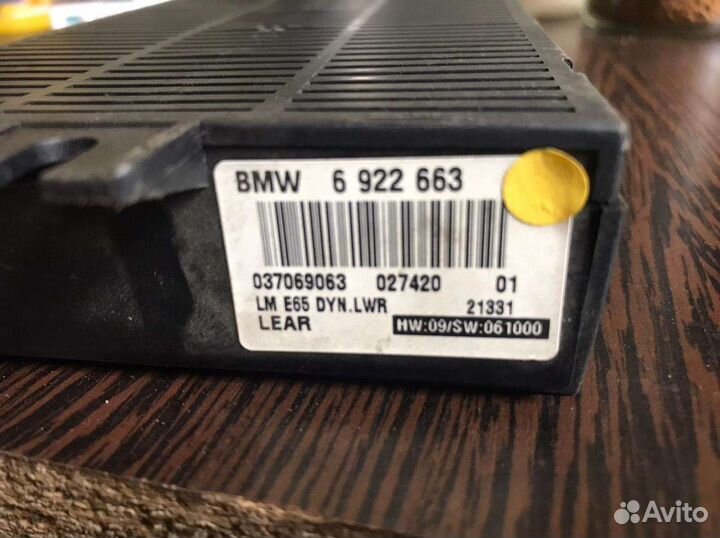 BMW 6 922 663
037069063 027420 01
LM E65 DYN.LWR 21331
LEAR HW:09/SW:061000
Avito